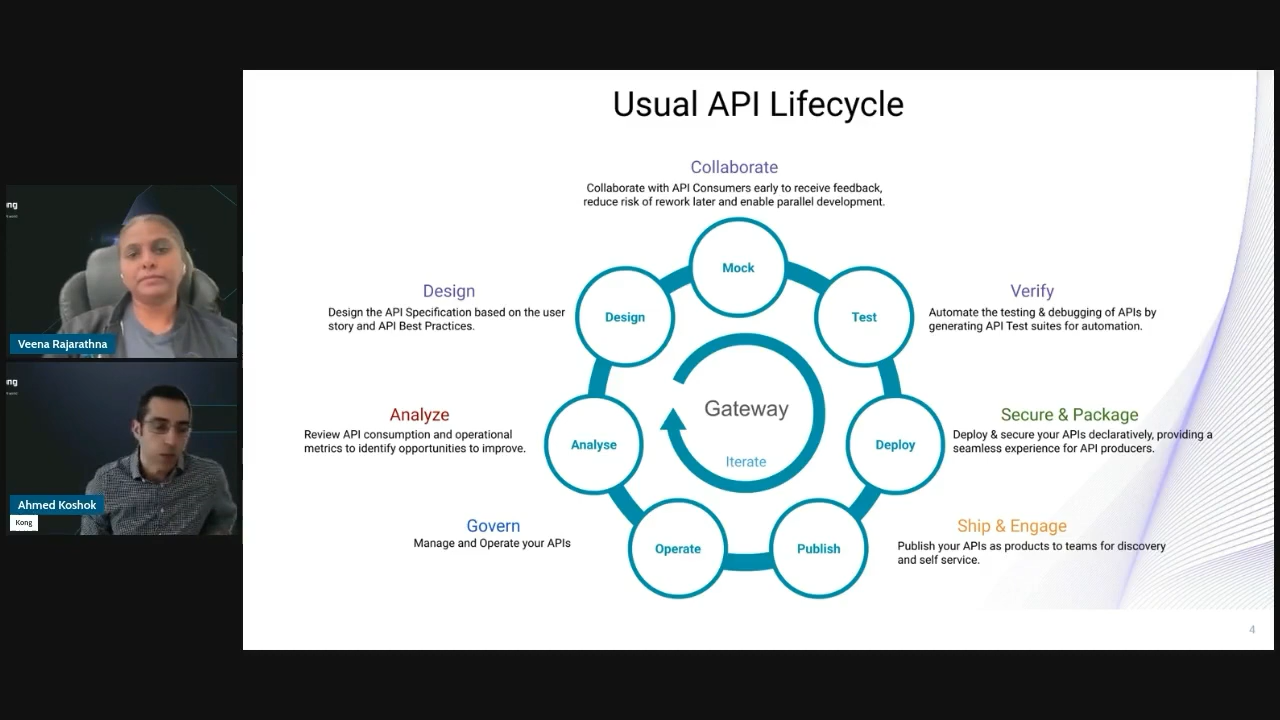 Usual API Lifecycle
Collaborate
Collaborate with API Consumers early to receive feedback,
reduce risk of rework later and enable parallel development.
Mock
Design
Design the API Specification based on the user
story and API Best Practices.
Design
Test
Verify
Automate the testing & debugging of APIs by
generating API Test suites for automation.
Analyze
Review API consumption and operational
metrics to identify opportunities to improve.
Analyse
Gateway
Iterate
Deploy
Secure & Package
Deploy & secure your APIs declaratively, providing a
seamless experience for API producers.
Govern
Manage and Operate your APIs
Operate
Publish
Ship & Engage
Publish your APIs as products to teams for discovery
and self service.
4
ong
Veena Rajarathna
ong
Ahmed Koshok
Kong